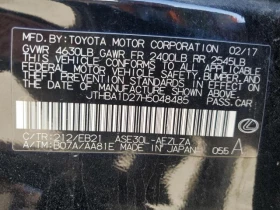 MFD.BY: TOYOTA MOTOR CORPORATION 02/17
GVWR 4630LB GAWR FR 2400LB RR 2545LB
THIS VEHICLE CONFORMS TO ALL APPLICABLE
FEDERAL MOTOR VEHICLE SAFETY, BUMPER, AND
THEFT PREVENTION STANDARDS IN EFFECT ON THE
DATE OF MANUFACTURE SHOWN ABOVE.
JTHBA1D27H5048485 PASS.CAR
C/TR:212/EB21 ASE30L-AEZLZA
A/TM:B07A/AA81E MADE IN JAPAN 055 A